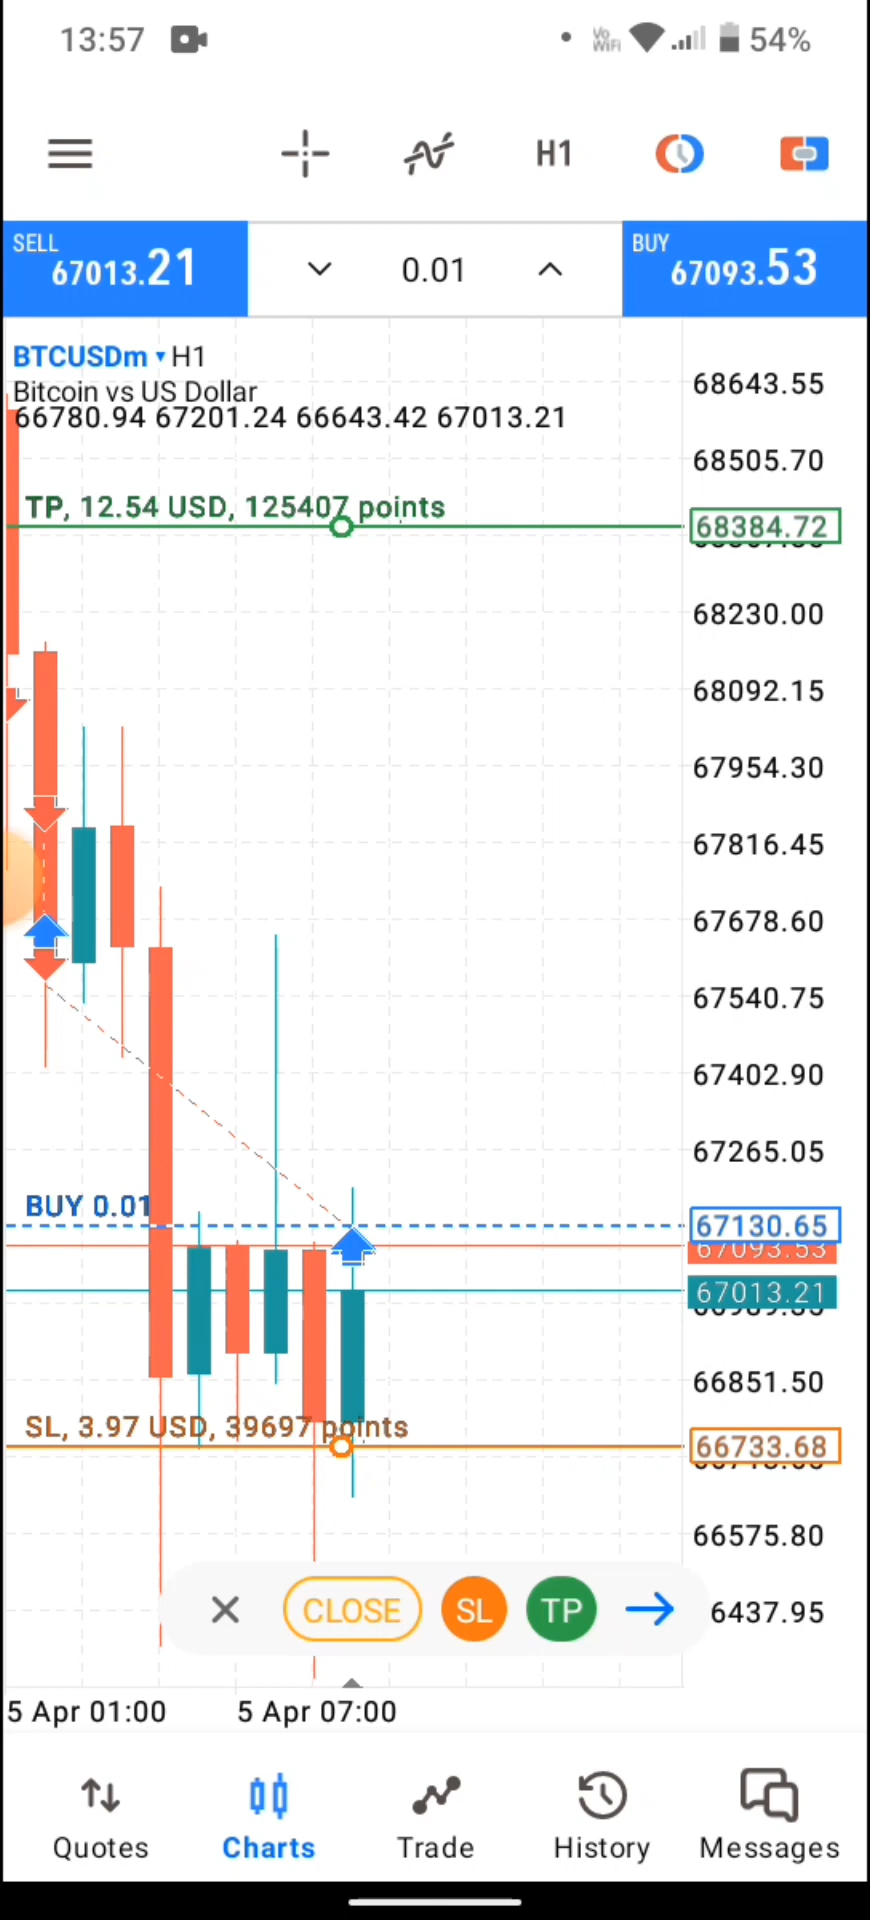 13:57
Vo WiFi 54%
H1
SELL
67013.21
0.01
BUY
67093.53
BTCUSDm ▾ H1
Bitcoin vs US Dollar
66780.94 67201.24 66643.42 67013.21
68643.55
68505.70
TP, 12.54 USD, 125407 points
68384.72
68230.00
68092.15
67954.30
67816.45
67678.60
67540.75
67402.90
67265.05
BUY 0.01
67130.65
67093.53
67013.21
66851.50
SL, 3.97 USD, 39697 points
66733.68
66575.80
CLOSE SL TP
6437.95
5 Apr 01:00 5 Apr 07:00
Quotes Charts Trade History Messages